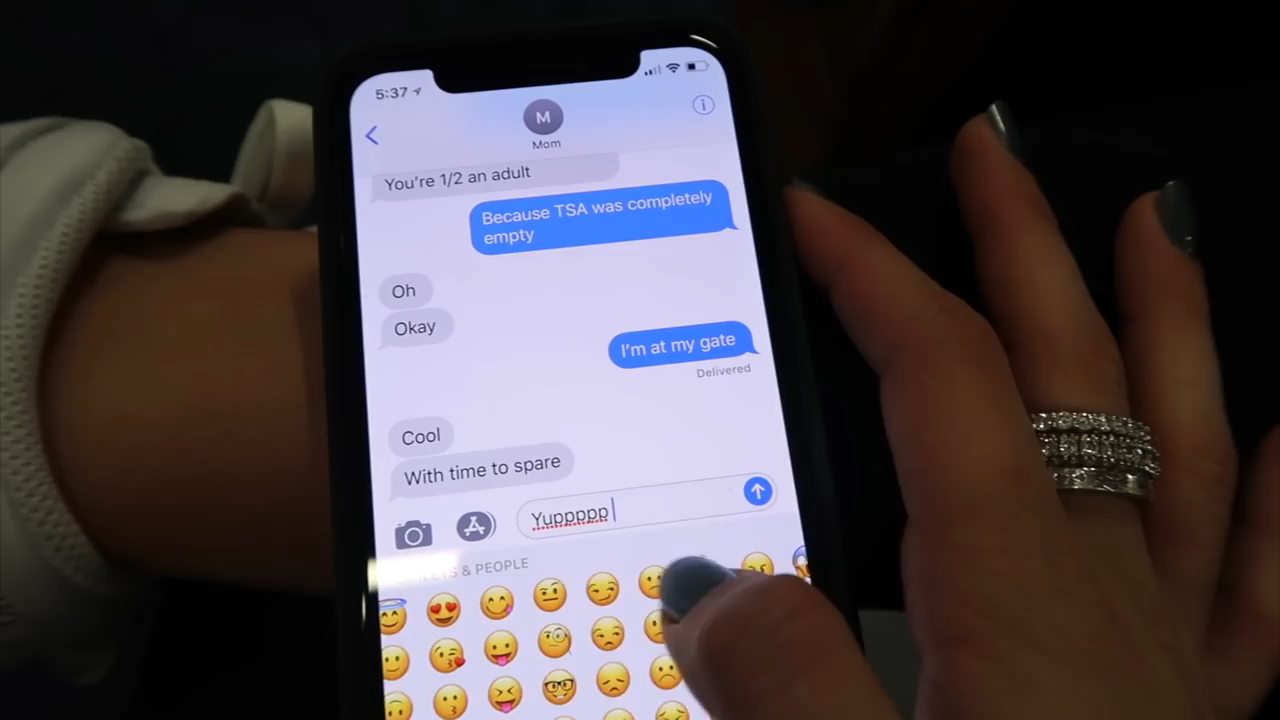 5:37
M
Mom
You're 1/2 an adult
Because TSA was completely
empty
Oh
Okay
I'm at my gate
Delivered
Cool
With time to spare
Yuppppp
& PEOPLE